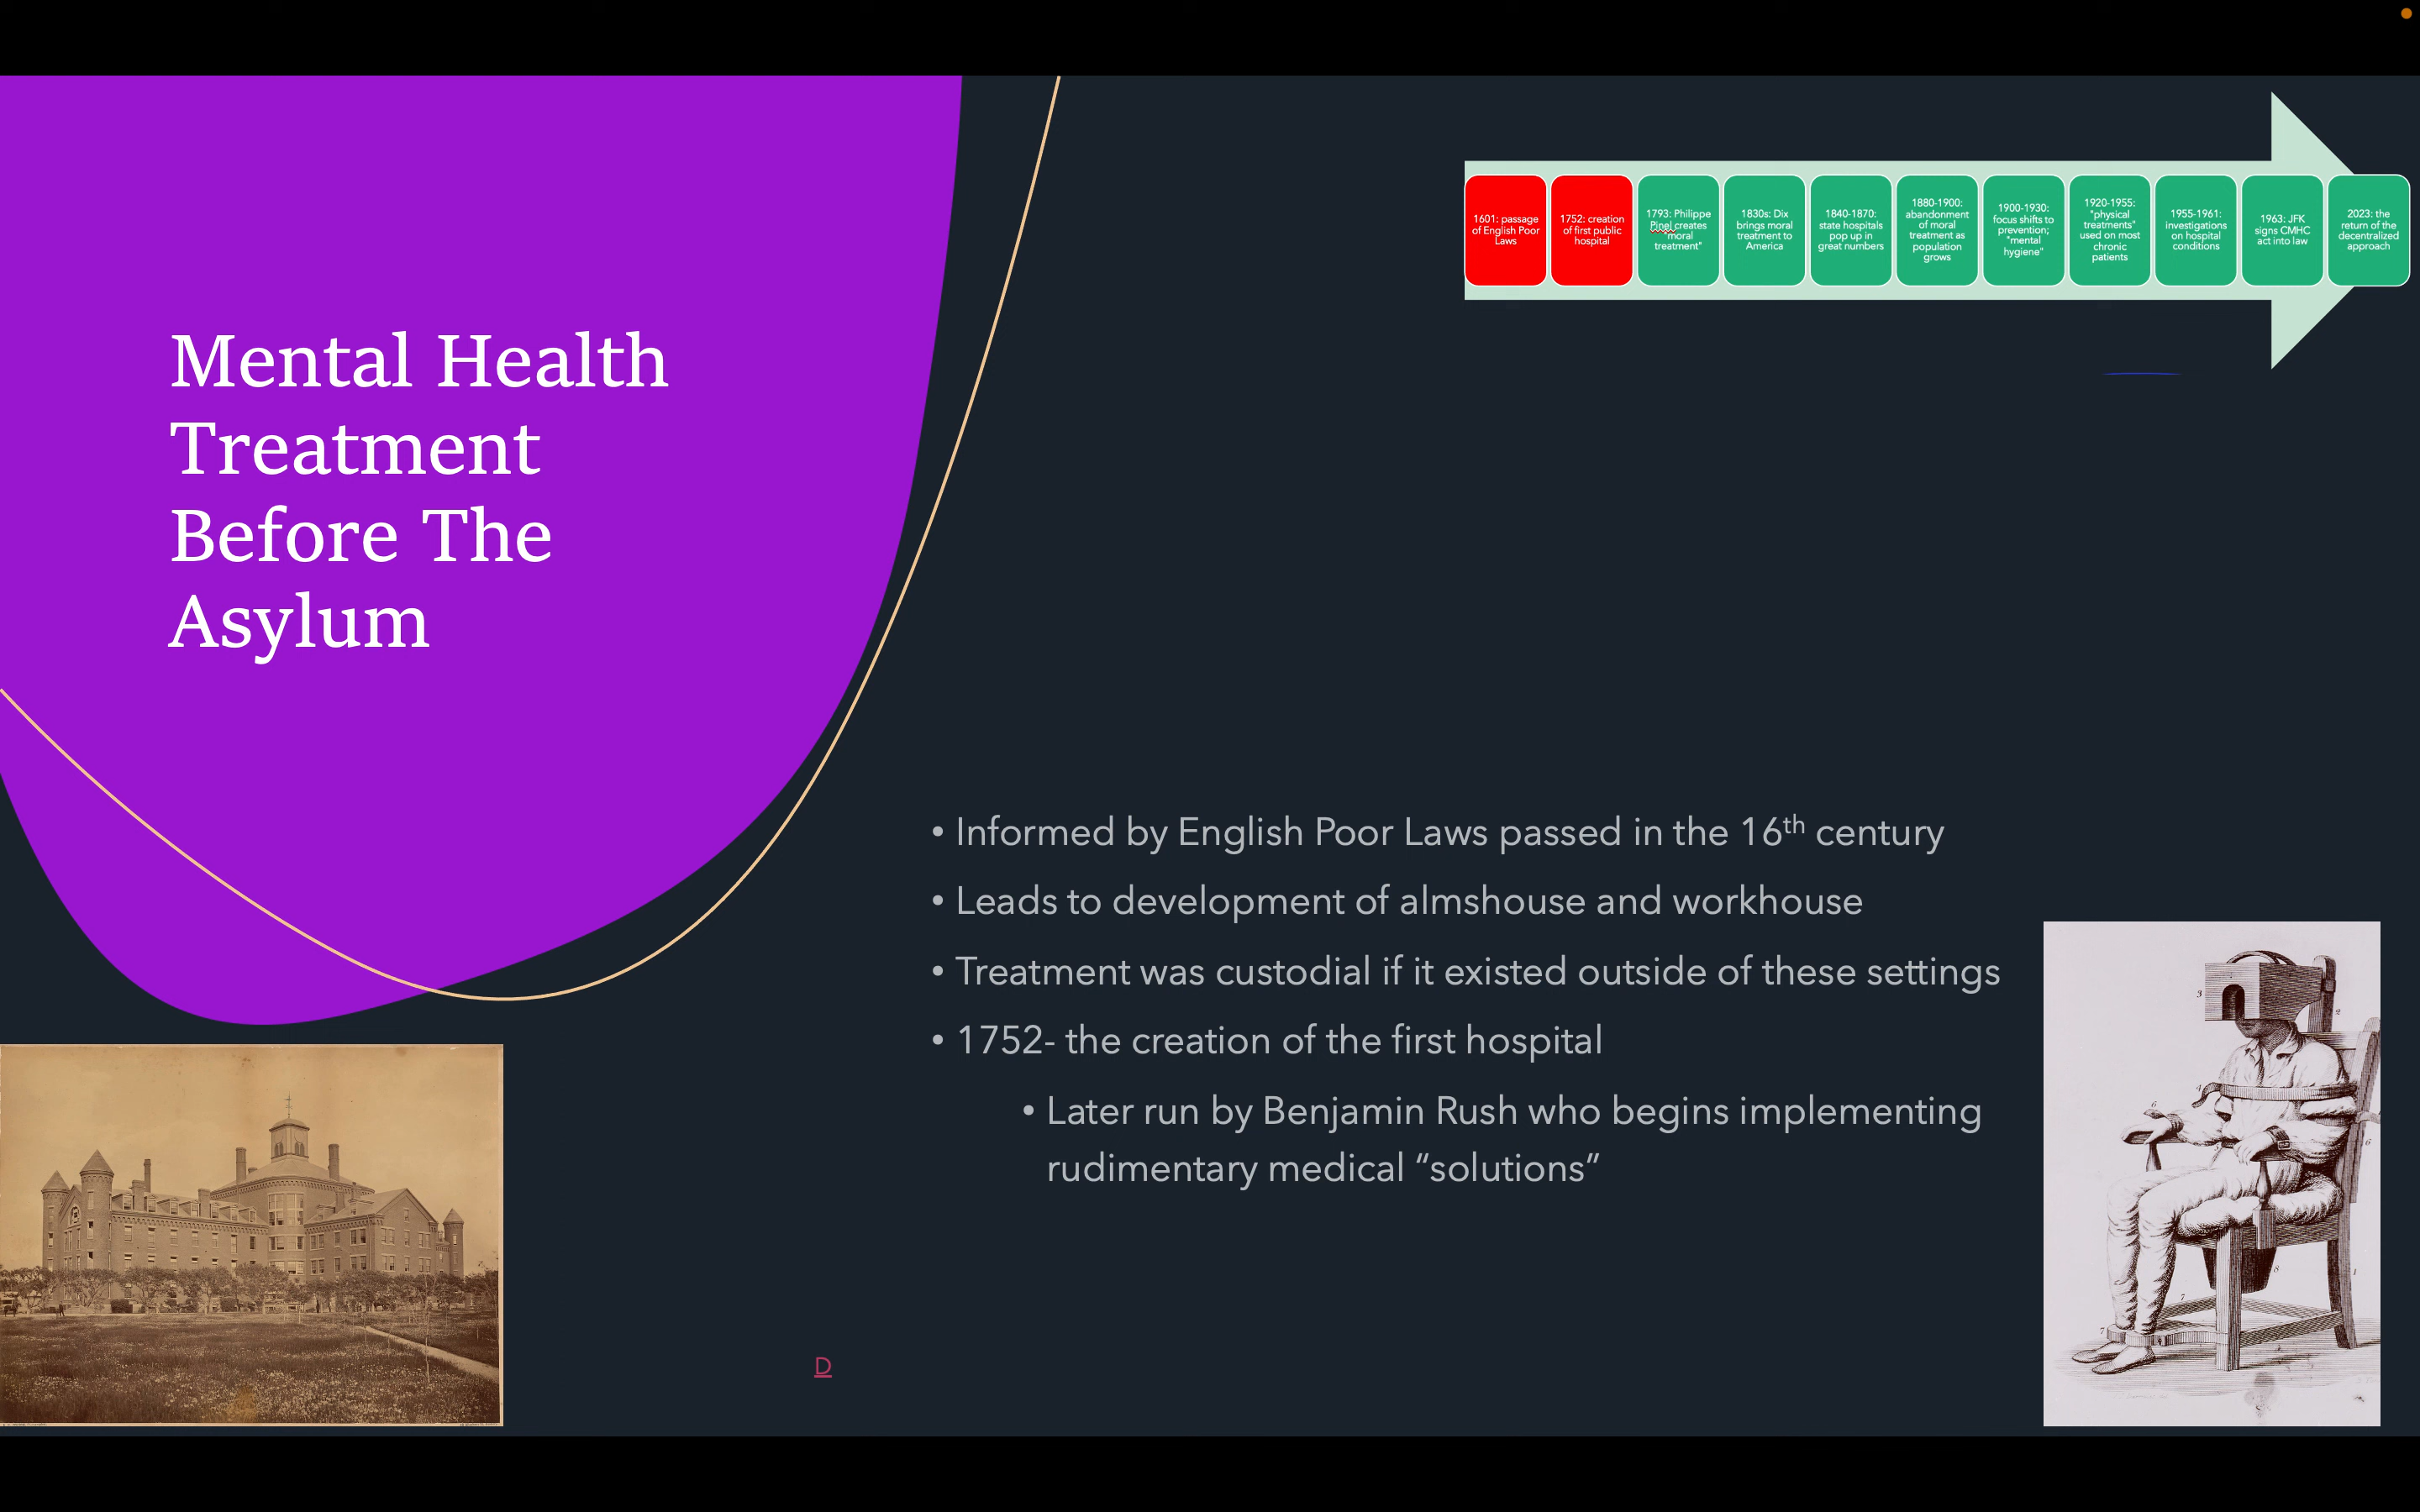 Mental Health
Treatment
Before The
Asylum
1601: passage
of English Poor
Laws
1752: creation
of first public
hospital
1793: Philippe
Pinel creates
"moral
treatment"
1830s: Dix
brings moral
treatment to
America
1840-1870:
state hospitals
pop up in
great numbers
1880-1900:
abandonment
of moral
treatment as
population
grows
1900-1930:
focus shifts to
prevention;
"mental
hygiene"
1920-1955:
"physical
treatments"
used on most
chronic
patients
1955-1961:
investigations
on hospital
conditions
1963: JFK
signs CMHC
act into law
2023: the
return of the
decentralized
approach
• Informed by English Poor Laws passed in the 16th century
• Leads to development of almshouse and workhouse
• Treatment was custodial if it existed outside of these settings
• 1752- the creation of the first hospital
• Later run by Benjamin Rush who begins implementing
rudimentary medical “solutions”
D